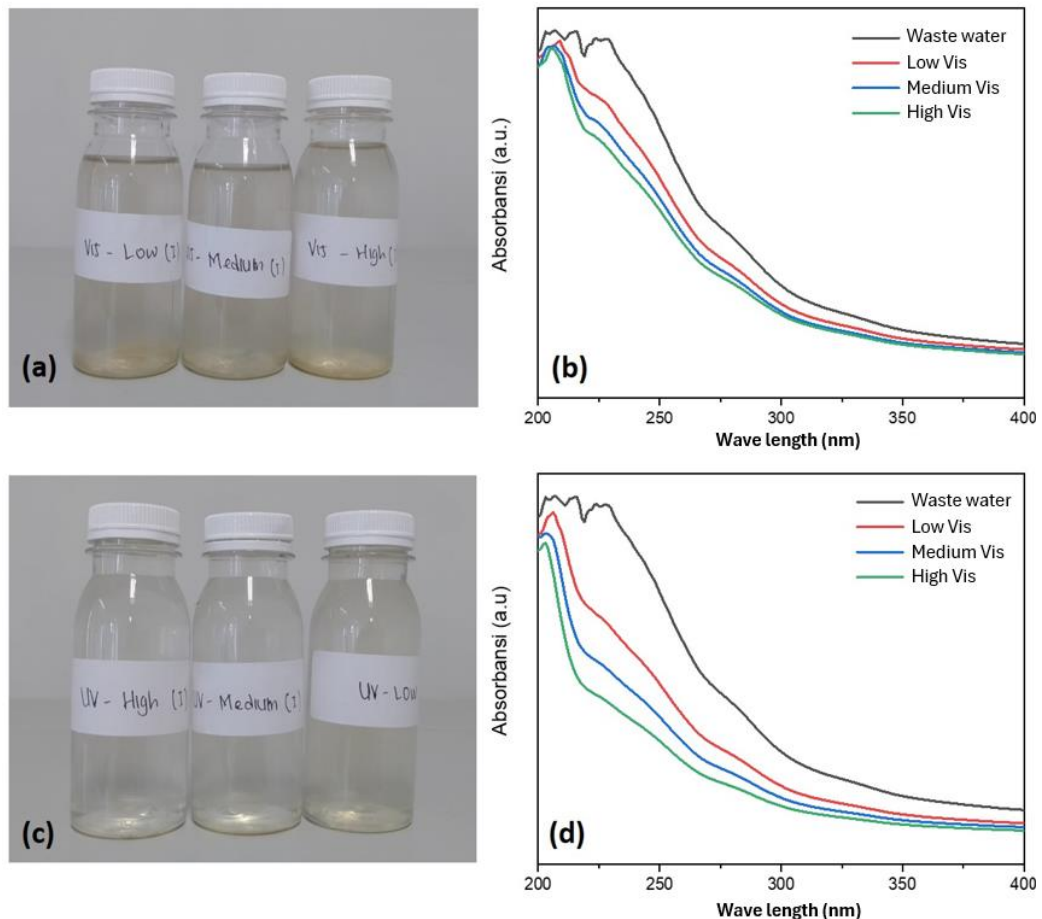 Vis - Low (I)
is - Medium (I)
Vis - High (
(a)
Absorbansi (a.u.)
Waste water
Low Vis
Medium Vis
High Vis
(b)
200 250 300 350 400
Wave length (nm)
UV - High (I)
UV - Medium (I)
UV - Low
(c)
Absorbansi (a.u)
Waste water
Low Vis
Medium Vis
High Vis
(d)
200 250 300 350 400
Wave length (nm)